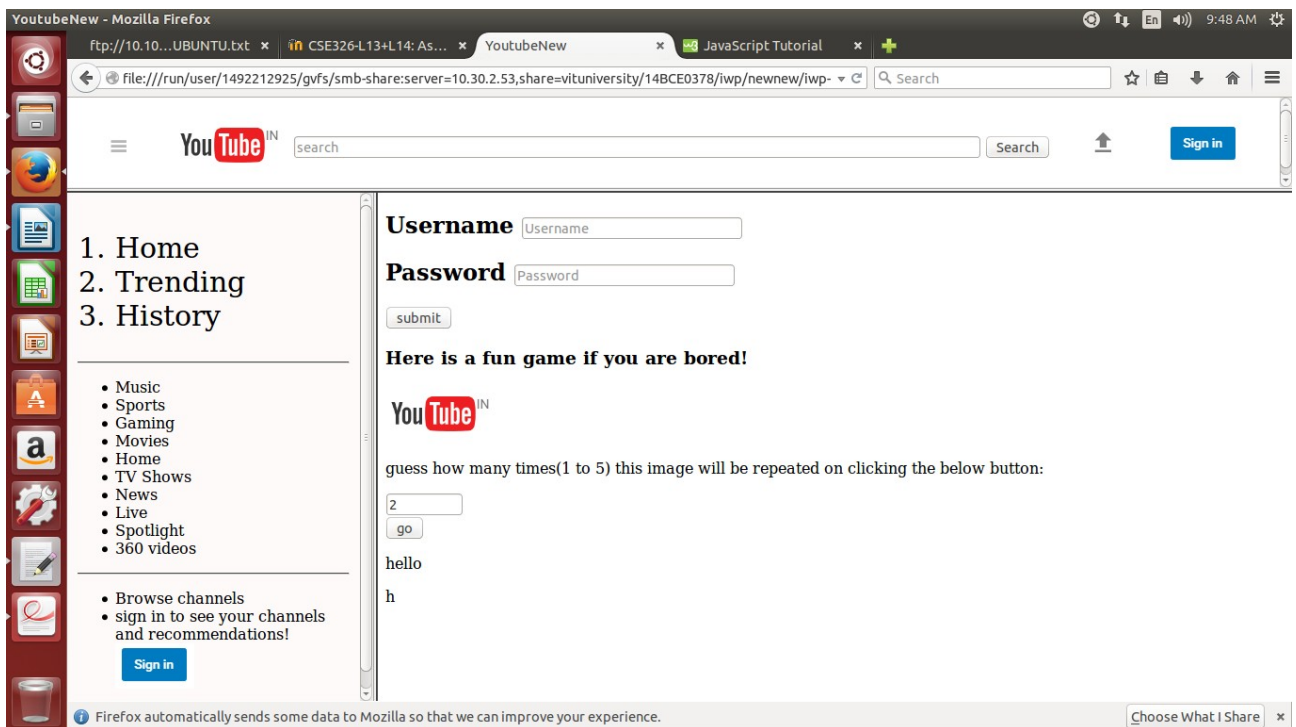 YoutubeNew - Mozilla Firefox
En
9:48 AM
ftp://10.10...UBUNTU.txt ×
CSE326-L13+L14: As... ×
YoutubeNew ×
JavaScript Tutorial ×
file:///run/user/1492212925/gvfs/smb-share:server=10.30.2.53,share=vituniversity/14BCE0378/iwp/newnew/iwp-
Search
YouTube IN
search
Search
Sign in
1. Home
2. Trending
3. History
• Music
• Sports
• Gaming
• Movies
• Home
• TV Shows
• News
• Live
• Spotlight
• 360 videos
• Browse channels
• sign in to see your channels
and recommendations!
Sign in
Username Username
Password Password
submit
Here is a fun game if you are bored!
YouTube IN
guess how many times(1 to 5) this image will be repeated on clicking the below button:
2
go
hello
h
Firefox automatically sends some data to Mozilla so that we can improve your experience.
Choose What I Share ×